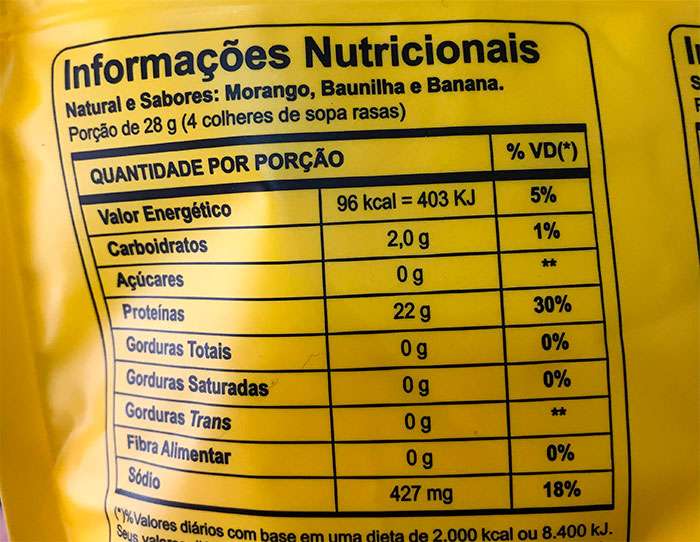 Informações Nutricionais
Natural e Sabores: Morango, Baunilha e Banana.
Porção de 28 g (4 colheres de sopa rasas)
QUANTIDADE POR PORÇÃO % VD(*)
Valor Energético 96 kcal = 403 KJ 5%
Carboidratos 2,0 g 1%
Açúcares 0 g **
Proteínas 22 g 30%
Gorduras Totais 0 g 0%
Gorduras Saturadas 0 g 0%
Gorduras Trans 0 g **
Fibra Alimentar 0 g 0%
Sódio 427 mg 18%
(*)% Valores diários com base em uma dieta de 2.000 kcal ou 8.400 kJ.
Seus